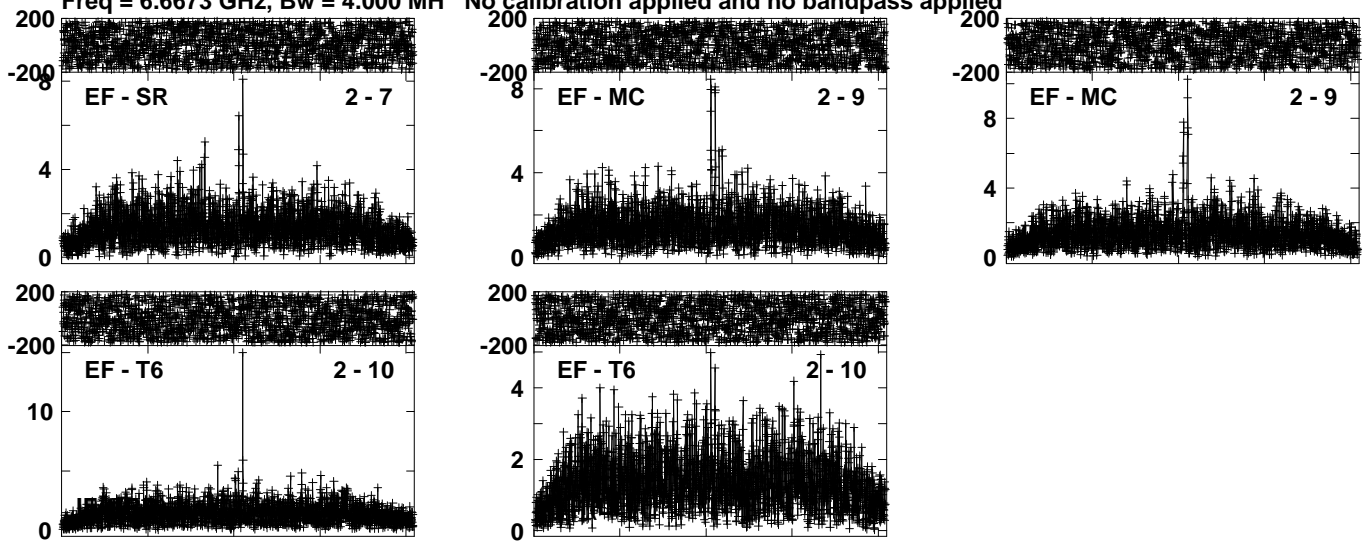 Freq = 6.6673 GHz, Bw = 4.000 MH No calibration applied and no bandpass applied
200 200 200
-200 -200 -200
8
EF - SR 2 - 7
4
0
8
EF - MC 2 - 9
4
0
8
EF - MC 2 - 9
4
0
200 200
-200 -200
EF - T6 2 - 10
10
0
EF - T6 2 - 10
4
2
0